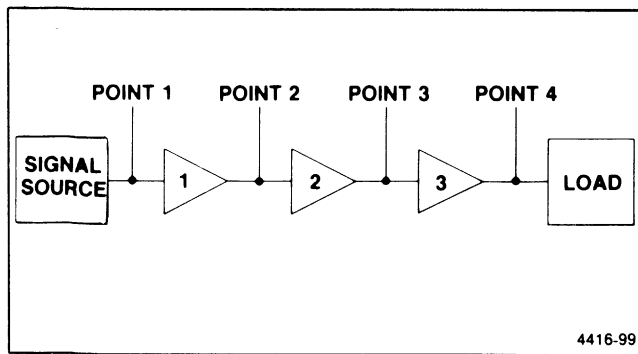 POINT 1 POINT 2 POINT 3 POINT 4
SIGNAL
SOURCE
1 2 3
LOAD
4416-99